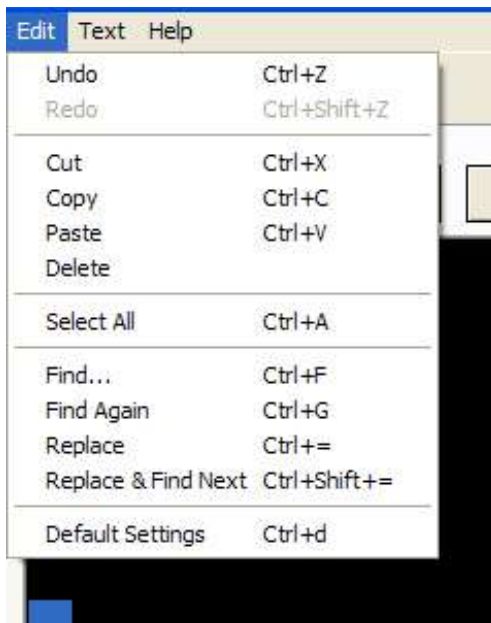 Edit Text Help
Undo Ctrl+Z
Redo Ctrl+Shift+Z
Cut Ctrl+X
Copy Ctrl+C
Paste Ctrl+V
Delete
Select All Ctrl+A
Find... Ctrl+F
Find Again Ctrl+G
Replace Ctrl+=
Replace & Find Next Ctrl+Shift+=
Default Settings Ctrl+d